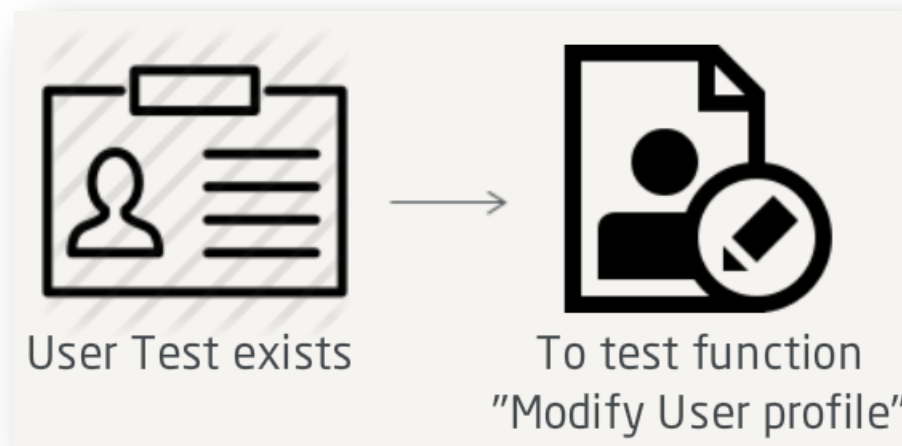 User Test exists
To test function
"Modify User profile"